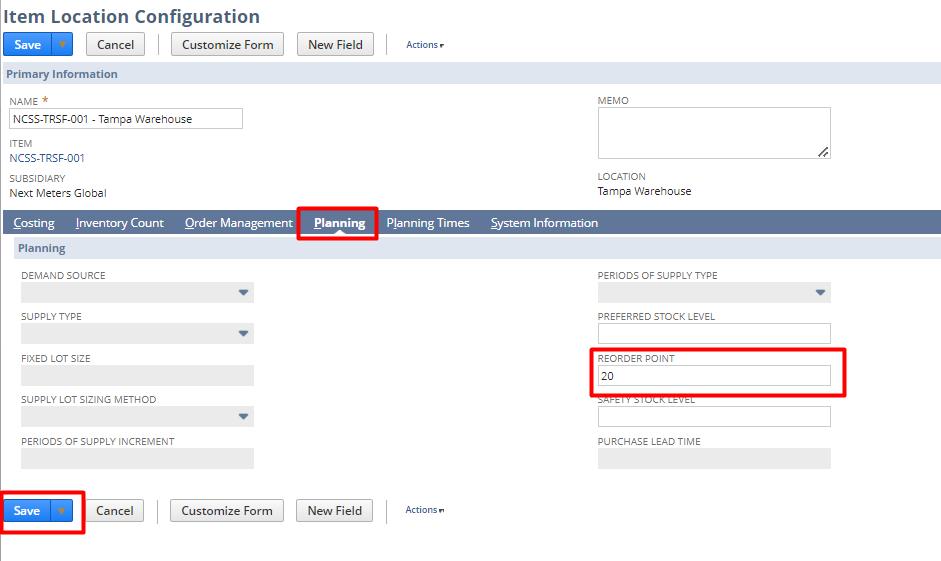 Item Location Configuration
Save Cancel Customize Form New Field Actions
Primary Information
NAME * MEMO
NCSS-TRSF-001 - Tampa Warehouse
ITEM
NCSS-TRSF-001
SUBSIDIARY LOCATION
Next Meters Global Tampa Warehouse
Costing Inventory Count Order Management Planning Planning Times System Information
Planning
DEMAND SOURCE PERIODS OF SUPPLY TYPE
SUPPLY TYPE PREFERRED STOCK LEVEL
FIXED LOT SIZE REORDER POINT
20
SUPPLY LOT SIZING METHOD SAFETY STOCK LEVEL
PERIODS OF SUPPLY INCREMENT PURCHASE LEAD TIME
Save Cancel Customize Form New Field Actions